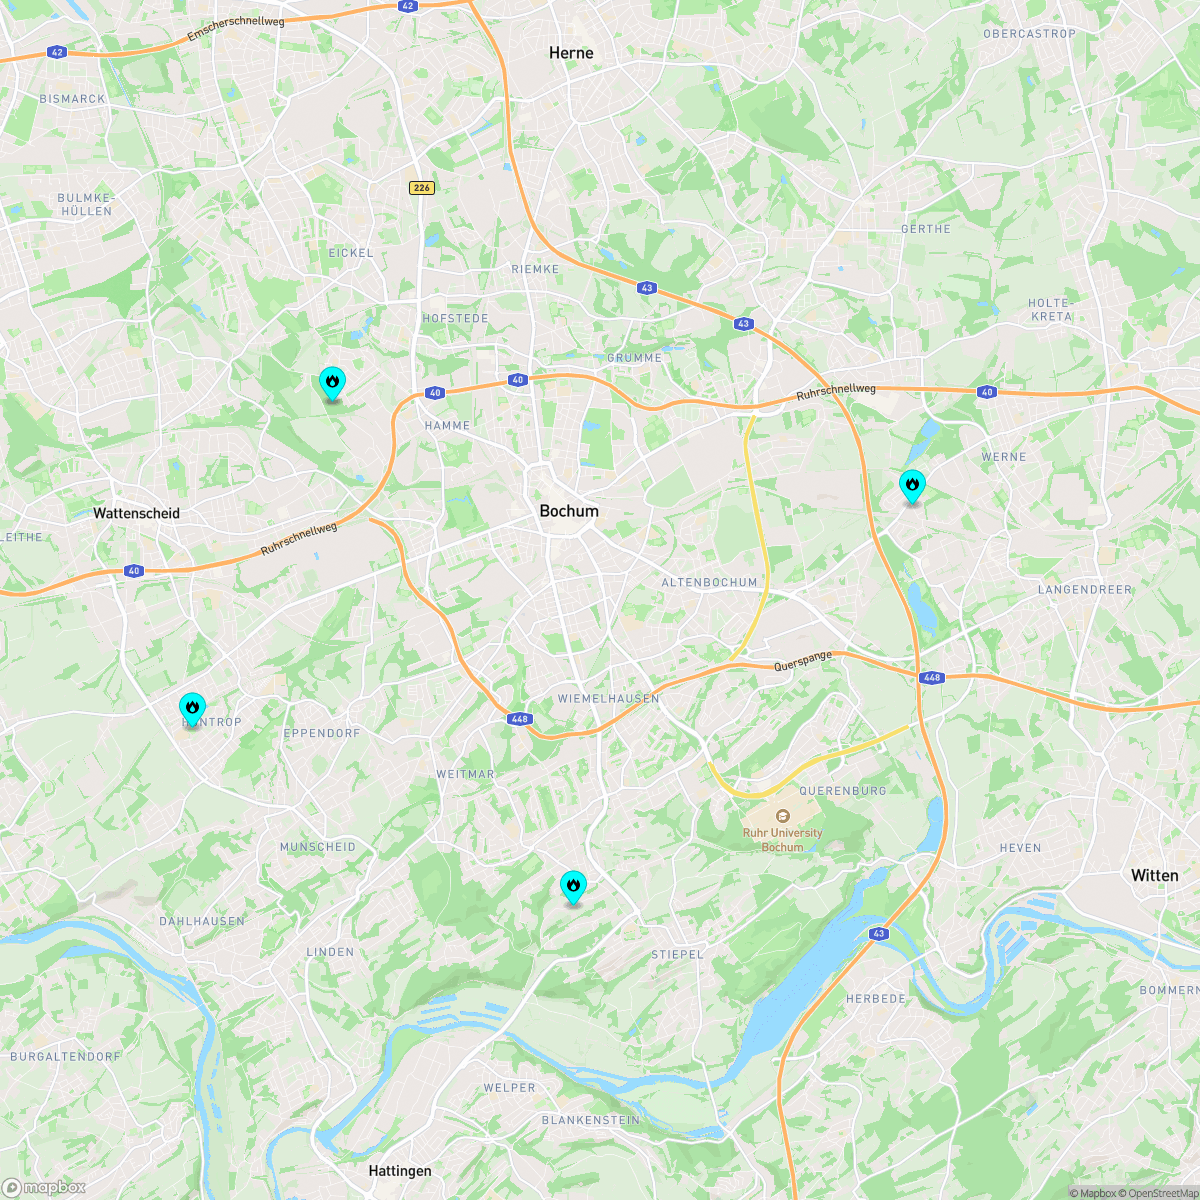 Emscherschnellweg
42
42
Herne
OBERCASTROP
BISMARCK
226
BULMKE-
HÜLLEN
EICKEL
GERTHE
RIEMKE
43
HOLTE-
KRETA
HOFSTEDE
43
GRUMME
40
40
Ruhrschnellweg
40
HAMME
WERNE
Wattenscheid
Bochum
LEITHE
Ruhrschnellweg
40
ALTENBOCHUM
LANGENDREER
Querspange
448
WIEMELHAUSEN
448
EPPENDORF
WEITMAR
QUERENBURG
Ruhr University
Bochum
MUNSCHEID
HEVEN
Witten
DAHLHAUSEN
43
LINDEN
STIEPEL
BOMMERN
HERBEDE
BURGALTENDORF
WELPER
BLANKENSTEIN
Hattingen
mapbox
© Mapbox © OpenStreetMap